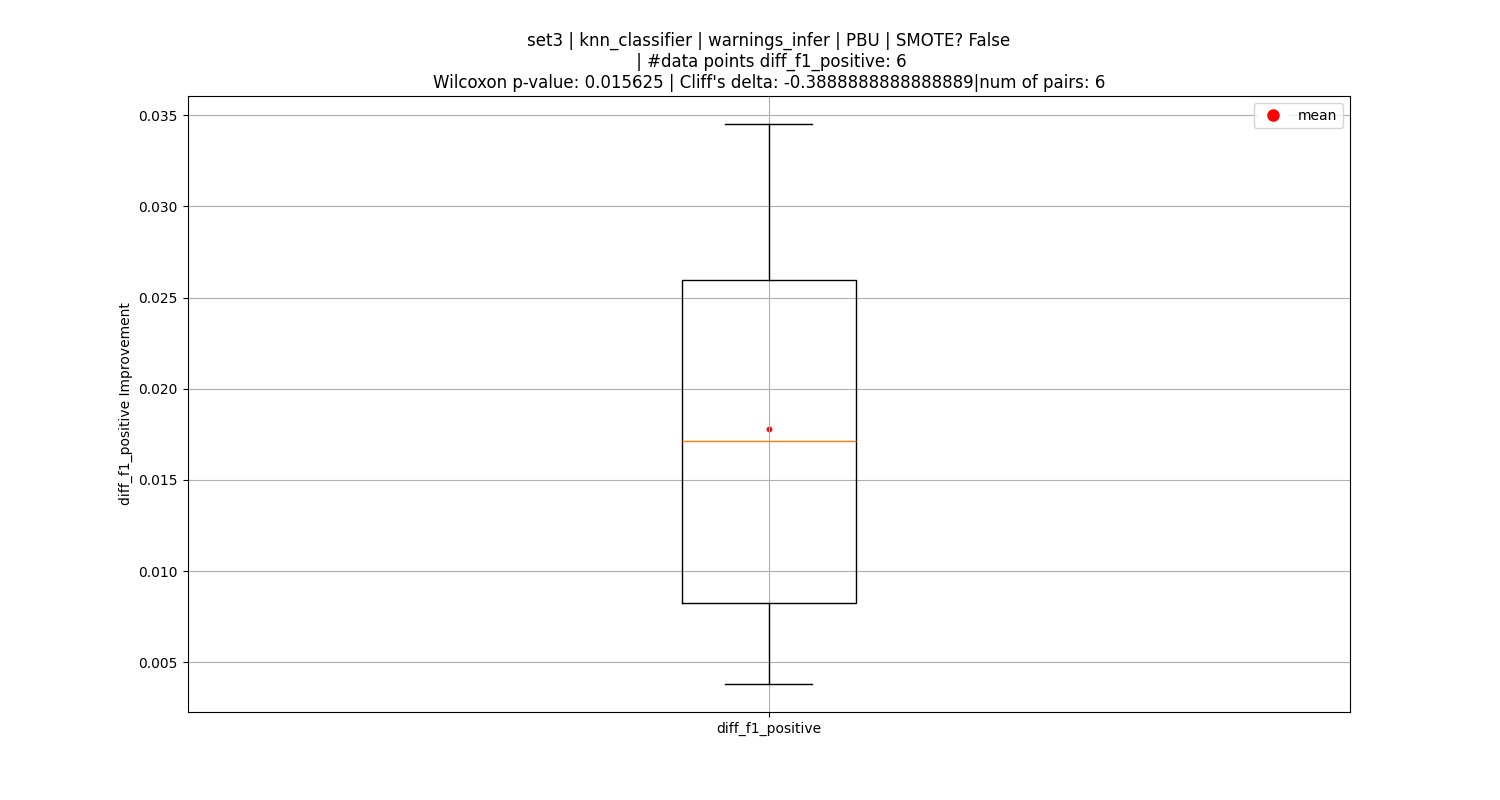 set3 | knn_classifier | warnings_infer | PBU | SMOTE? False
| #data points diff_f1_positive: 6
Wilcoxon p-value: 0.015625 | Cliff's delta: -0.3888888888888889|num of pairs: 6
mean
0.035
0.030
0.025
0.020
0.015
0.010
0.005
diff_f1_positive Improvement
diff_f1_positive